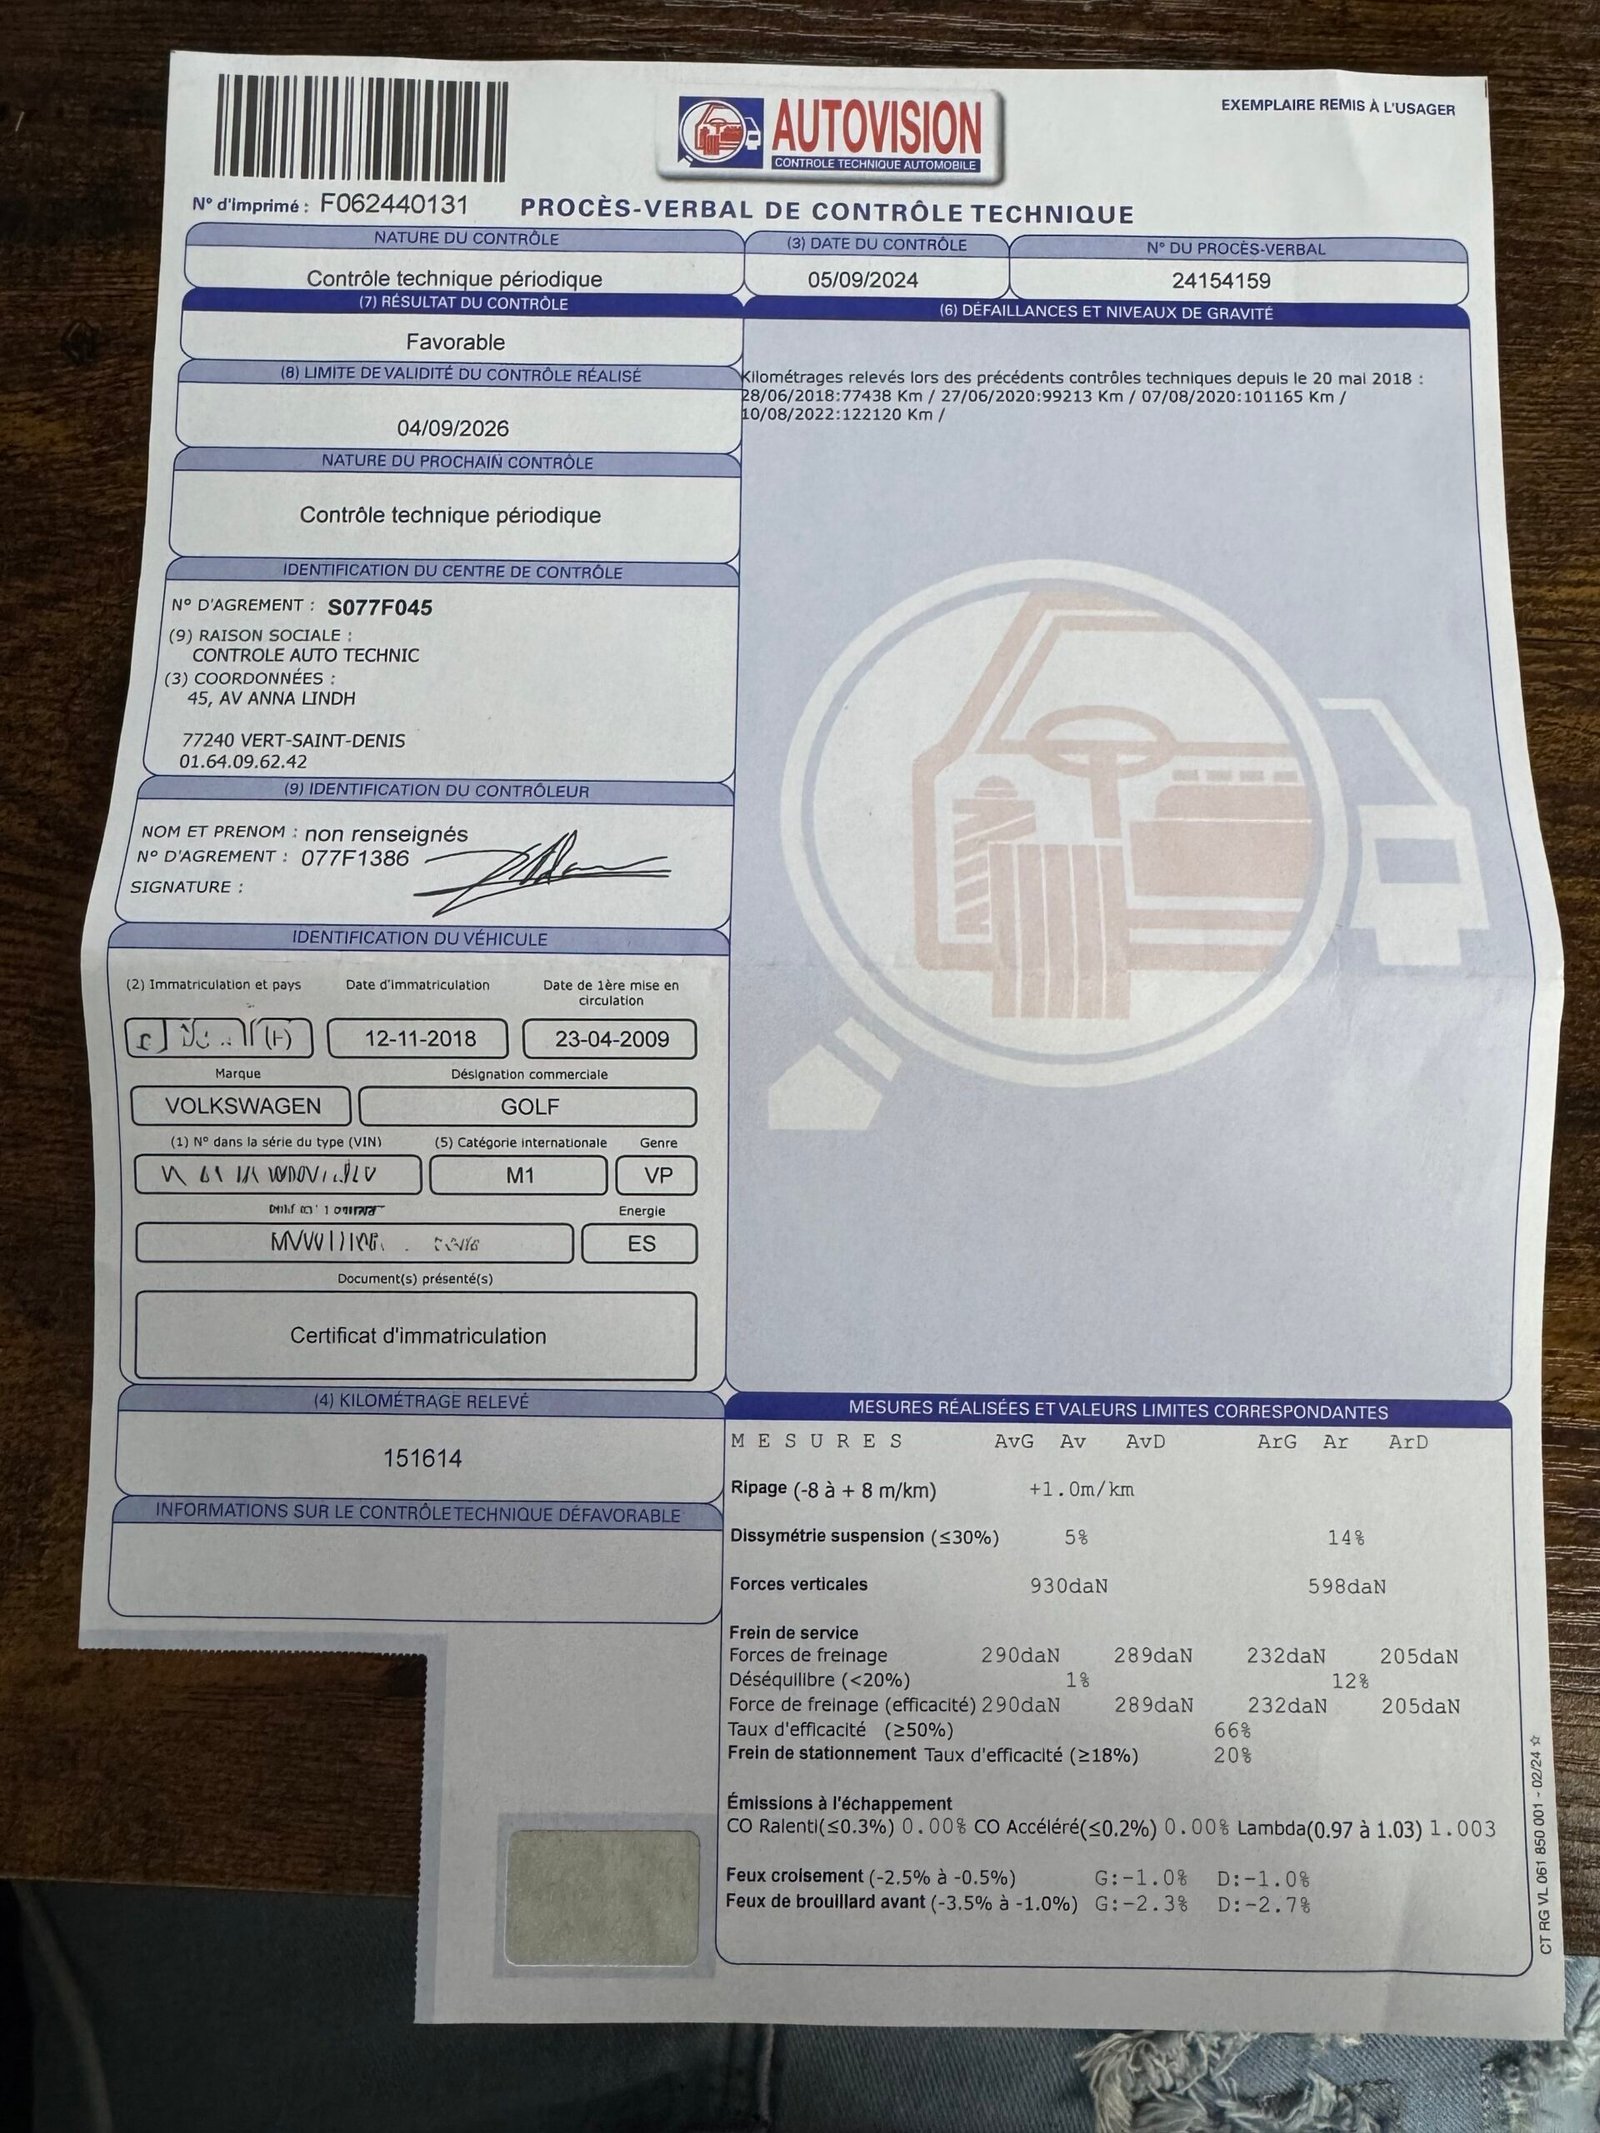 EXEMPLAIRE REMIS À L'USAGER
AUTOVISION
CONTROLE TECHNIQUE AUTOMOBILE
N° d'imprimé : F062440131
PROCÈS-VERBAL DE CONTRÔLE TECHNIQUE
NATURE DU CONTRÔLE
Contrôle technique périodique
(3) DATE DU CONTRÔLE
05/09/2024
N° DU PROCÈS-VERBAL
24154159
(7) RÉSULTAT DU CONTRÔLE
Favorable
(8) LIMITE DE VALIDITÉ DU CONTRÔLE RÉALISÉ
04/09/2026
NATURE DU PROCHAIN CONTRÔLE
Contrôle technique périodique
IDENTIFICATION DU CENTRE DE CONTRÔLE
N° D'AGREMENT : S077F045
(9) RAISON SOCIALE :
CONTROLE AUTO TECHNIC
(3) COORDONNÉES :
45, AV ANNA LINDH
77240 VERT-SAINT-DENIS
01.64.09.62.42
(9) IDENTIFICATION DU CONTRÔLEUR
NOM ET PRENOM : non renseignés
N° D'AGREMENT : 077F1386
SIGNATURE :
IDENTIFICATION DU VÉHICULE
(2) Immatriculation et pays
Date d'immatriculation
Date de 1ère mise en
circulation
12-11-2018
23-04-2009
Marque
Désignation commerciale
VOLKSWAGEN
GOLF
(1) N° dans la série du type (VIN)
(5) Catégorie internationale
Genre
M1
VP
Energie
ES
Document(s) présenté(s)
Certificat d'immatriculation
(4) KILOMÉTRAGE RELEVÉ
151614
INFORMATIONS SUR LE CONTRÔLE TECHNIQUE DÉFAVORABLE
(6) DÉFAILLANCES ET NIVEAUX DE GRAVITÉ
Kilométrages relevés lors des précédents contrôles techniques depuis le 20 mai 2018 :
28/06/2018:77438 Km / 27/06/2020:99213 Km / 07/08/2020:101165 Km /
10/08/2022:122120 Km /
MESURES RÉALISÉES ET VALEURS LIMITES CORRESPONDANTES
M E S U R E S AvG Av AvD ArG Ar ArD
Ripage (-8 à + 8 m/km) +1.0m/km
Dissymétrie suspension (≤30%) 5% 14%
Forces verticales 930daN 598daN
Frein de service
Forces de freinage 290daN 289daN 232daN 205daN
Déséquilibre (<20%) 1% 12%
Force de freinage (efficacité) 290daN 289daN 232daN 205daN
Taux d'efficacité (≥50%) 66%
Frein de stationnement Taux d'efficacité (≥18%) 20%
Émissions à l'échappement
CO Ralenti(≤0.3%) 0.00% CO Accéléré(≤0.2%) 0.00% Lambda(0.97 à 1.03) 1.003
Feux croisement (-2.5% à -0.5%) G:-1.0% D:-1.0%
Feux de brouillard avant (-3.5% à -1.0%) G:-2.3% D:-2.7%
CT RG VL 061 850 001 - 02/24 ☆